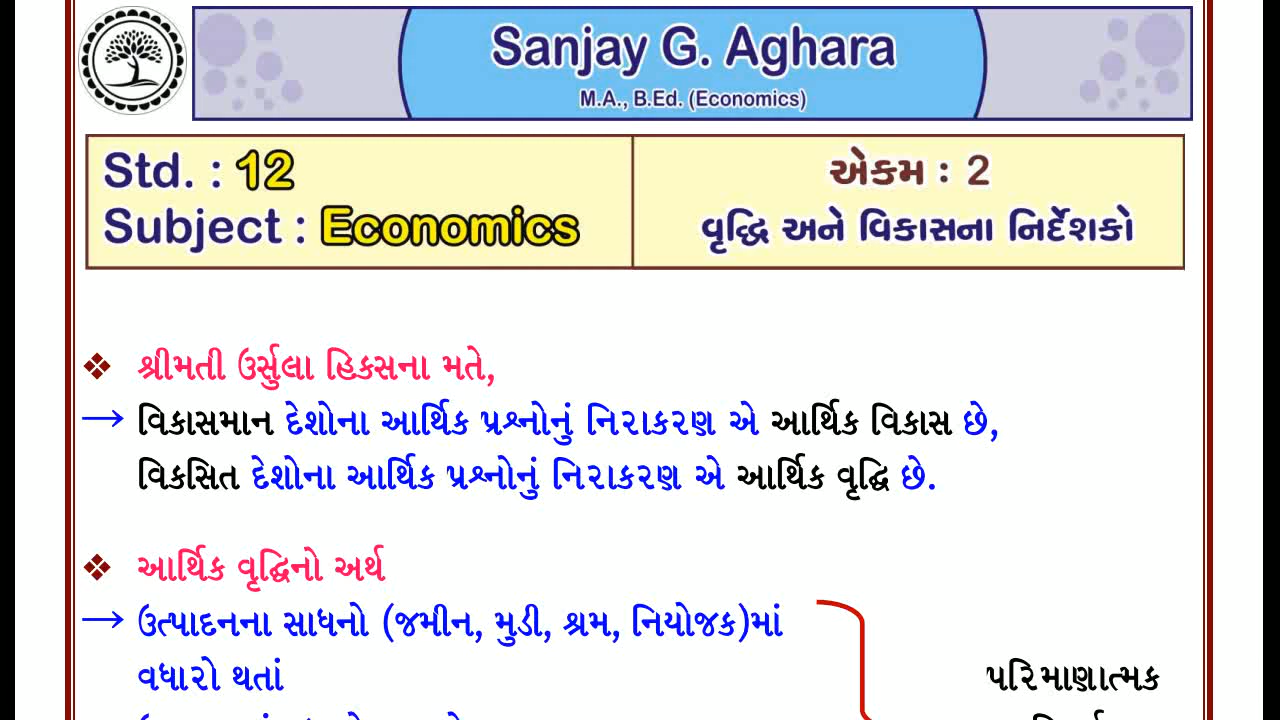 Sanjay G. Aghara
M.A., B.Ed. (Economics)
Std. : 12
Subject : Economics
એકમ : 2
વૃદ્ધિ અને વિકાસના નિર્દેશકો
❖ શ્રીમતી ઉર્સુલા હિકસના મતે,
→ વિકાસમાન દેશોના આર્થિક પ્રશ્નોનું નિરાકરણ એ આર્થિક વિકાસ છે,
વિકસિત દેશોના આર્થિક પ્રશ્નોનું નિરાકરણ એ આર્થિક વૃદ્ધિ છે.
❖ આર્થિક વૃદ્ધિનો અર્થ
→ ઉત્પાદનના સાધનો (જમીન, મુડી, શ્રમ, નિયોજક)માં
વધારો થતાં
પરિમાણાત્મક